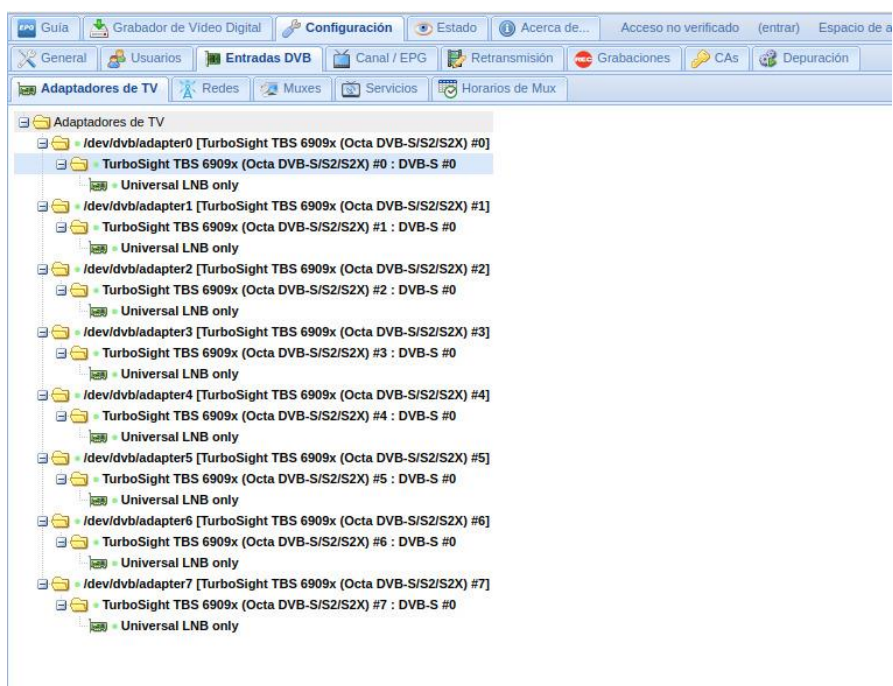 EPG Guía Grabador de Vídeo Digital Configuración Estado Acerca de... Acceso no verificado (entrar) Espacio de a
General Usuarios Entradas DVB Canal / EPG Retransmisión REC Grabaciones CAs Depuración
Adaptadores de TV Redes Muxes Servicios Horarios de Mux
Adaptadores de TV
/dev/dvb/adapter0 [TurboSight TBS 6909x (Octa DVB-S/S2/S2X) #0]
TurboSight TBS 6909x (Octa DVB-S/S2/S2X) #0 : DVB-S #0
Universal LNB only
/dev/dvb/adapter1 [TurboSight TBS 6909x (Octa DVB-S/S2/S2X) #1]
TurboSight TBS 6909x (Octa DVB-S/S2/S2X) #1 : DVB-S #0
Universal LNB only
/dev/dvb/adapter2 [TurboSight TBS 6909x (Octa DVB-S/S2/S2X) #2]
TurboSight TBS 6909x (Octa DVB-S/S2/S2X) #2 : DVB-S #0
Universal LNB only
/dev/dvb/adapter3 [TurboSight TBS 6909x (Octa DVB-S/S2/S2X) #3]
TurboSight TBS 6909x (Octa DVB-S/S2/S2X) #3 : DVB-S #0
Universal LNB only
/dev/dvb/adapter4 [TurboSight TBS 6909x (Octa DVB-S/S2/S2X) #4]
TurboSight TBS 6909x (Octa DVB-S/S2/S2X) #4 : DVB-S #0
Universal LNB only
/dev/dvb/adapter5 [TurboSight TBS 6909x (Octa DVB-S/S2/S2X) #5]
TurboSight TBS 6909x (Octa DVB-S/S2/S2X) #5 : DVB-S #0
Universal LNB only
/dev/dvb/adapter6 [TurboSight TBS 6909x (Octa DVB-S/S2/S2X) #6]
TurboSight TBS 6909x (Octa DVB-S/S2/S2X) #6 : DVB-S #0
Universal LNB only
/dev/dvb/adapter7 [TurboSight TBS 6909x (Octa DVB-S/S2/S2X) #7]
TurboSight TBS 6909x (Octa DVB-S/S2/S2X) #7 : DVB-S #0
Universal LNB only